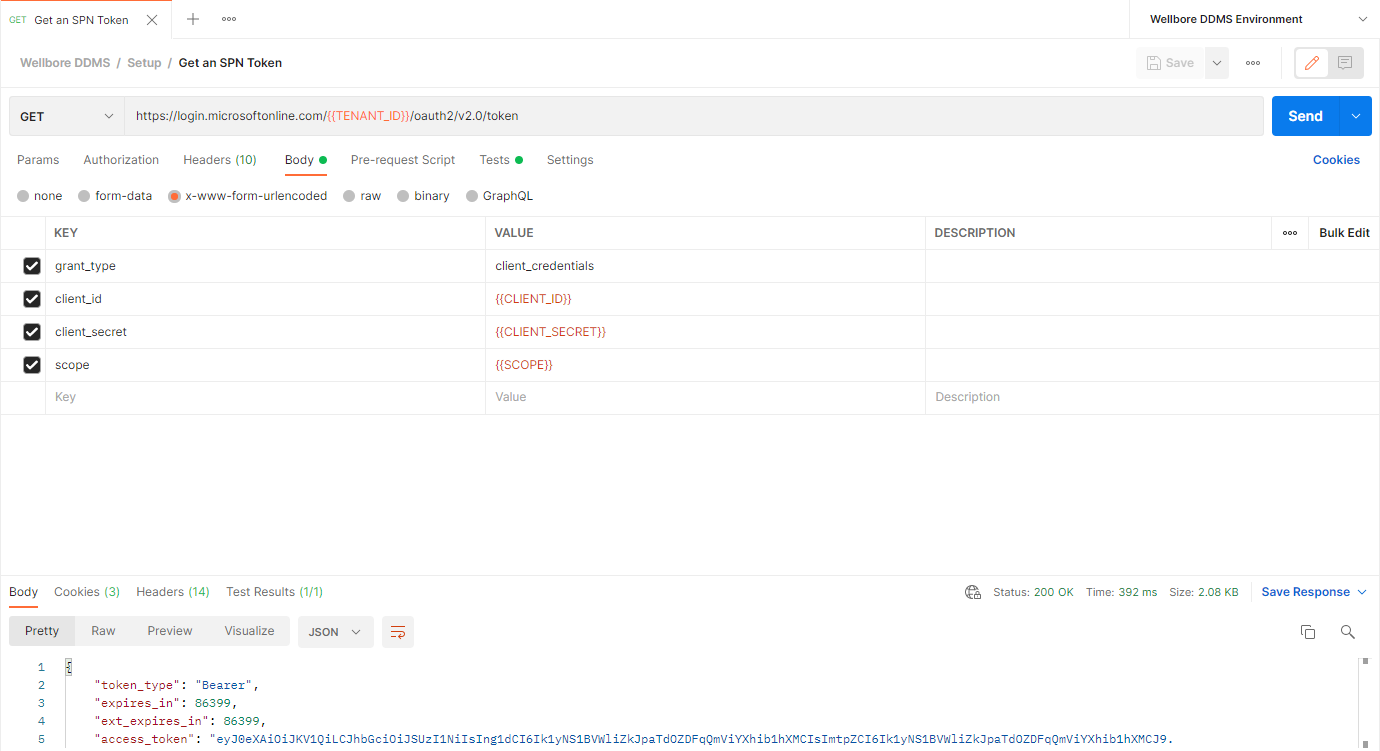 GET Get an SPN Token
Wellbore DDMS Environment
Wellbore DDMS / Setup / Get an SPN Token
Save
GET https://login.microsoftonline.com/{{TENANT_ID}}/oauth2/v2.0/token
Send
Params Authorization Headers (10) Body Pre-request Script Tests Settings Cookies
none form-data x-www-form-urlencoded raw binary GraphQL
KEY VALUE DESCRIPTION Bulk Edit
grant_type client_credentials
client_id {{CLIENT_ID}}
client_secret {{CLIENT_SECRET}}
scope {{SCOPE}}
Key Value Description
Body Cookies (3) Headers (14) Test Results (1/1) Status: 200 OK Time: 392 ms Size: 2.08 KB Save Response
Pretty Raw Preview Visualize JSON
1 {
2 "token_type": "Bearer",
3 "expires_in": 86399,
4 "ext_expires_in": 86399,
5 "access_token": "eyJ0eXAiOiJKV1QiLCJhbGciOiJSUzI1NiIsIng1dCI6Ik1yNS1BVWliZkJpaTdOZDFqQmViYXhib1hXMCIsImtpZCI6Ik1yNS1BVWliZkJpaTdOZDFqQmViYXhib1hXMCJ9.